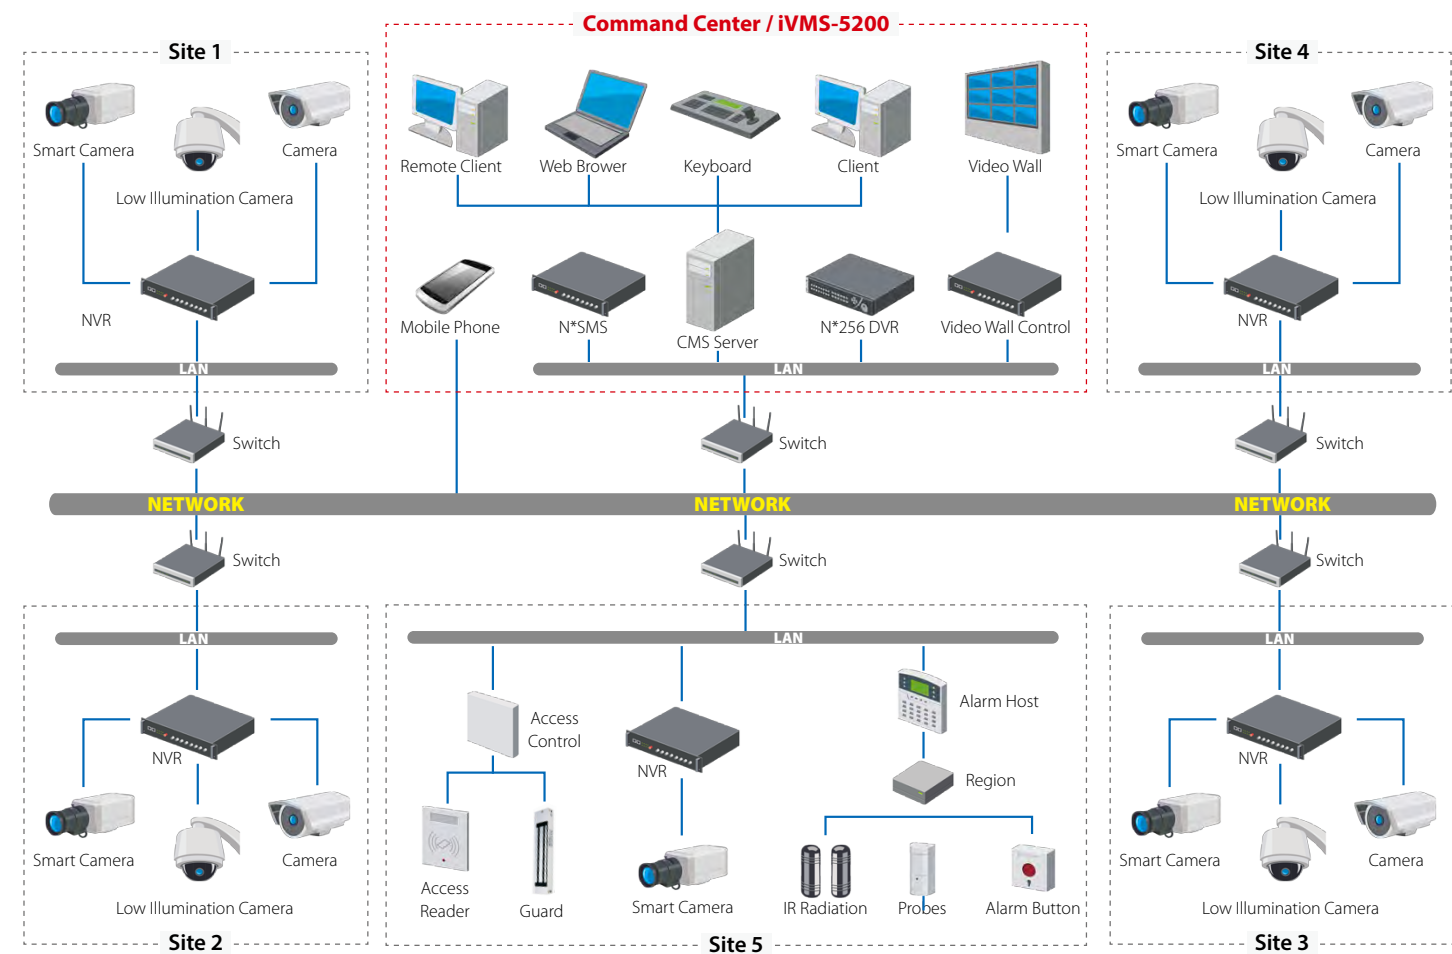 Command Center / iVMS-5200
Site 1
Site 4
Smart Camera
Camera
Low Illumination Camera
NVR
LAN
Remote Client
Web Brower
Keyboard
Client
Video Wall
Mobile Phone
N*SMS
CMS Server
N*256 DVR
Video Wall Control
LAN
Smart Camera
Camera
Low Illumination Camera
NVR
LAN
Switch
Switch
Switch
NETWORK
NETWORK
NETWORK
Switch
Switch
Switch
LAN
NVR
Smart Camera
Camera
Low Illumination Camera
Site 2
LAN
Access
Control
Access
Reader
Guard
NVR
Smart Camera
Alarm Host
Region
IR Radiation
Probes
Alarm Button
Site 5
LAN
NVR
Smart Camera
Camera
Low Illumination Camera
Site 3